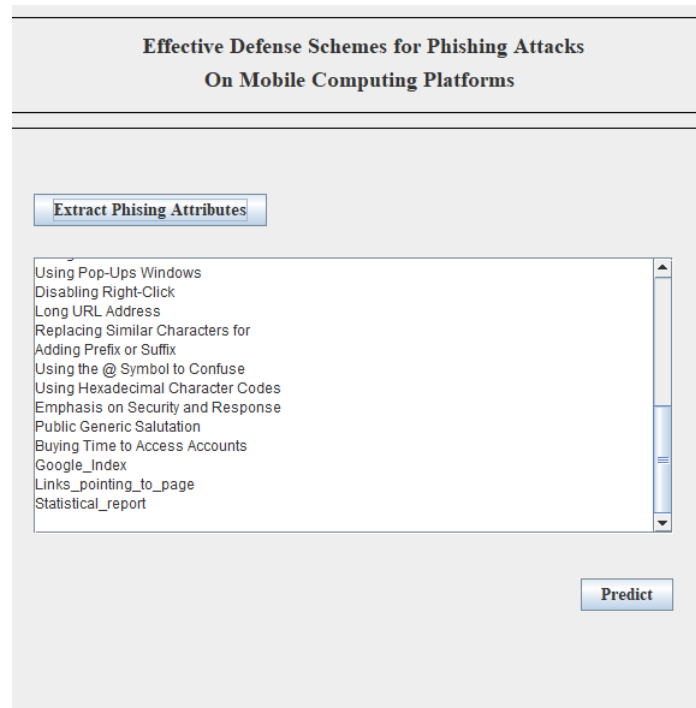 Effective Defense Schemes for Phishing Attacks
On Mobile Computing Platforms
Extract Phising Attributes
Using Pop-Ups Windows
Disabling Right-Click
Long URL Address
Replacing Similar Characters for
Adding Prefix or Suffix
Using the @ Symbol to Confuse
Using Hexadecimal Character Codes
Emphasis on Security and Response
Public Generic Salutation
Buying Time to Access Accounts
Google_Index
Links_pointing_to_page
Statistical_report
Predict